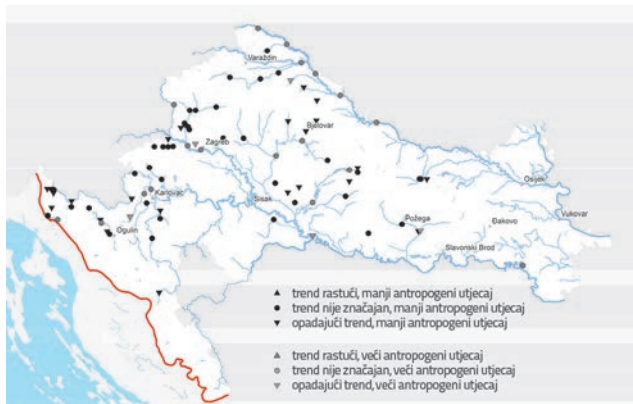 Varaždin
Bjelovar
Zagreb
Karlovac
Sisak
Osijek
Vukovar
Ogulin
Požega
Đakovo
Slavonski Brod
trend rastući, manji antropogeni utjecaj
trend nije značajan, manji antropogeni utjecaj
opadajući trend, manji antropogeni utjecaj
trend rastući, veći antropogeni utjecaj
trend nije značajan, veći antropogeni utjecaj
opadajući trend, veći antropogeni utjecaj